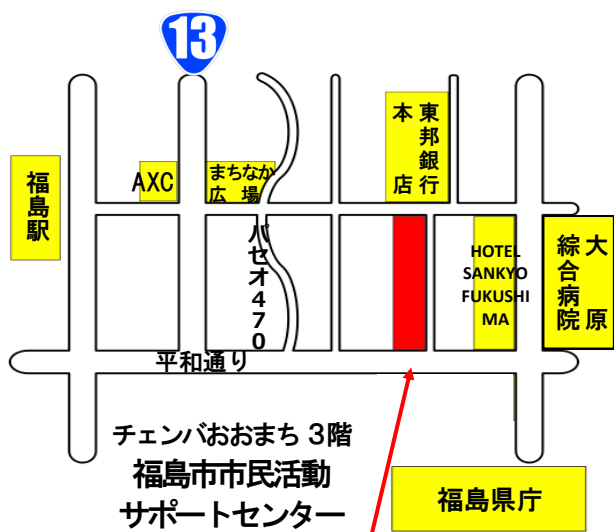 13
東邦銀行
本店
AXC
まちなか
広場
福島駅
パセオ470
HOTEL
SANKYO
FUKUSHI
MA
大原
綜合病院
平和通り
チェンバおおまち 3階
福島市市民活動
サポートセンター
福島県庁